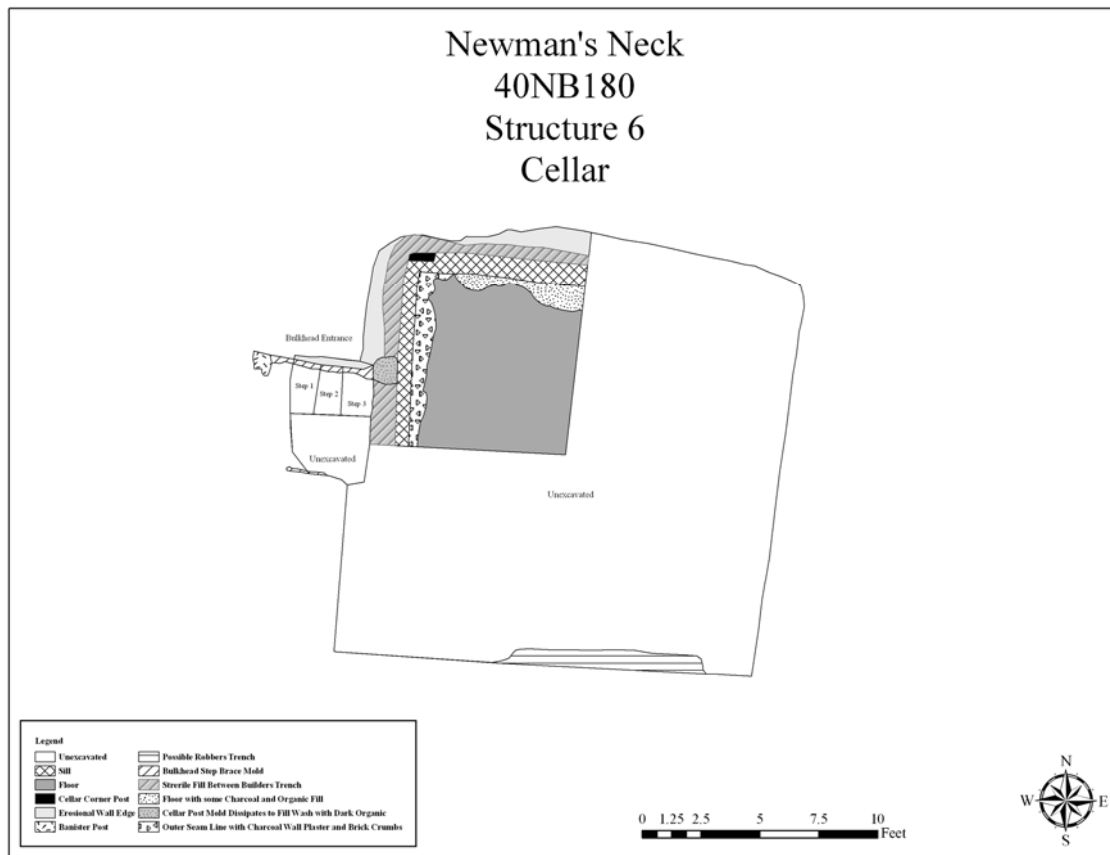 Newman's Neck
40NB180
Structure 6
Cellar
Bulkhead Entrance
Step 1
Step 2
Step 3
Unexcavated
Unexcavated
Legend
Unexcavated
Sill
Floor
Cellar Corner Post
Erosional Wall Edge
Banister Post
Possible Robbers Trench
Bulkhead Step Brace Mold
Strerile Fill Between Builders Trench
Floor with some Charcoal and Organic Fill
Cellar Post Mold Dissipates to Fill Wash with Dark Organic
Outer Seam Line with Charcoal Wall Plaster and Brick Crumbs
0 1.25 2.5 5 7.5 10
Feet
N
W E
S